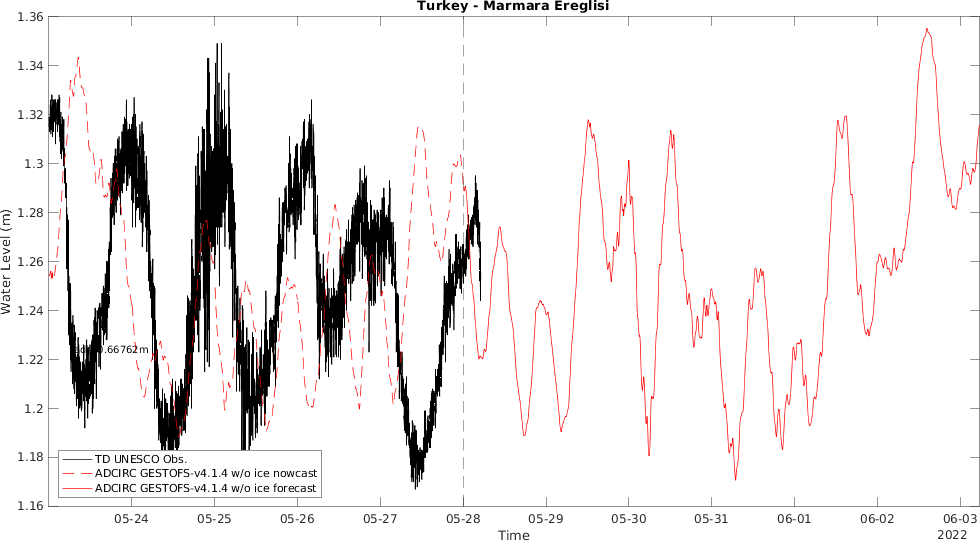 Turkey - Marmara Ereglisi
Water Level (m)
1.36
1.34
1.32
1.3
1.28
1.26
1.24
1.22
1.2
1.18
1.16
0.66762m
TD UNESCO Obs.
ADCIRC GESTOFS-v4.1.4 w/o ice nowcast
ADCIRC GESTOFS-v4.1.4 w/o ice forecast
05-24 05-25 05-26 05-27 05-28 05-29 05-30 05-31 06-01 06-02 06-03
Time
2022